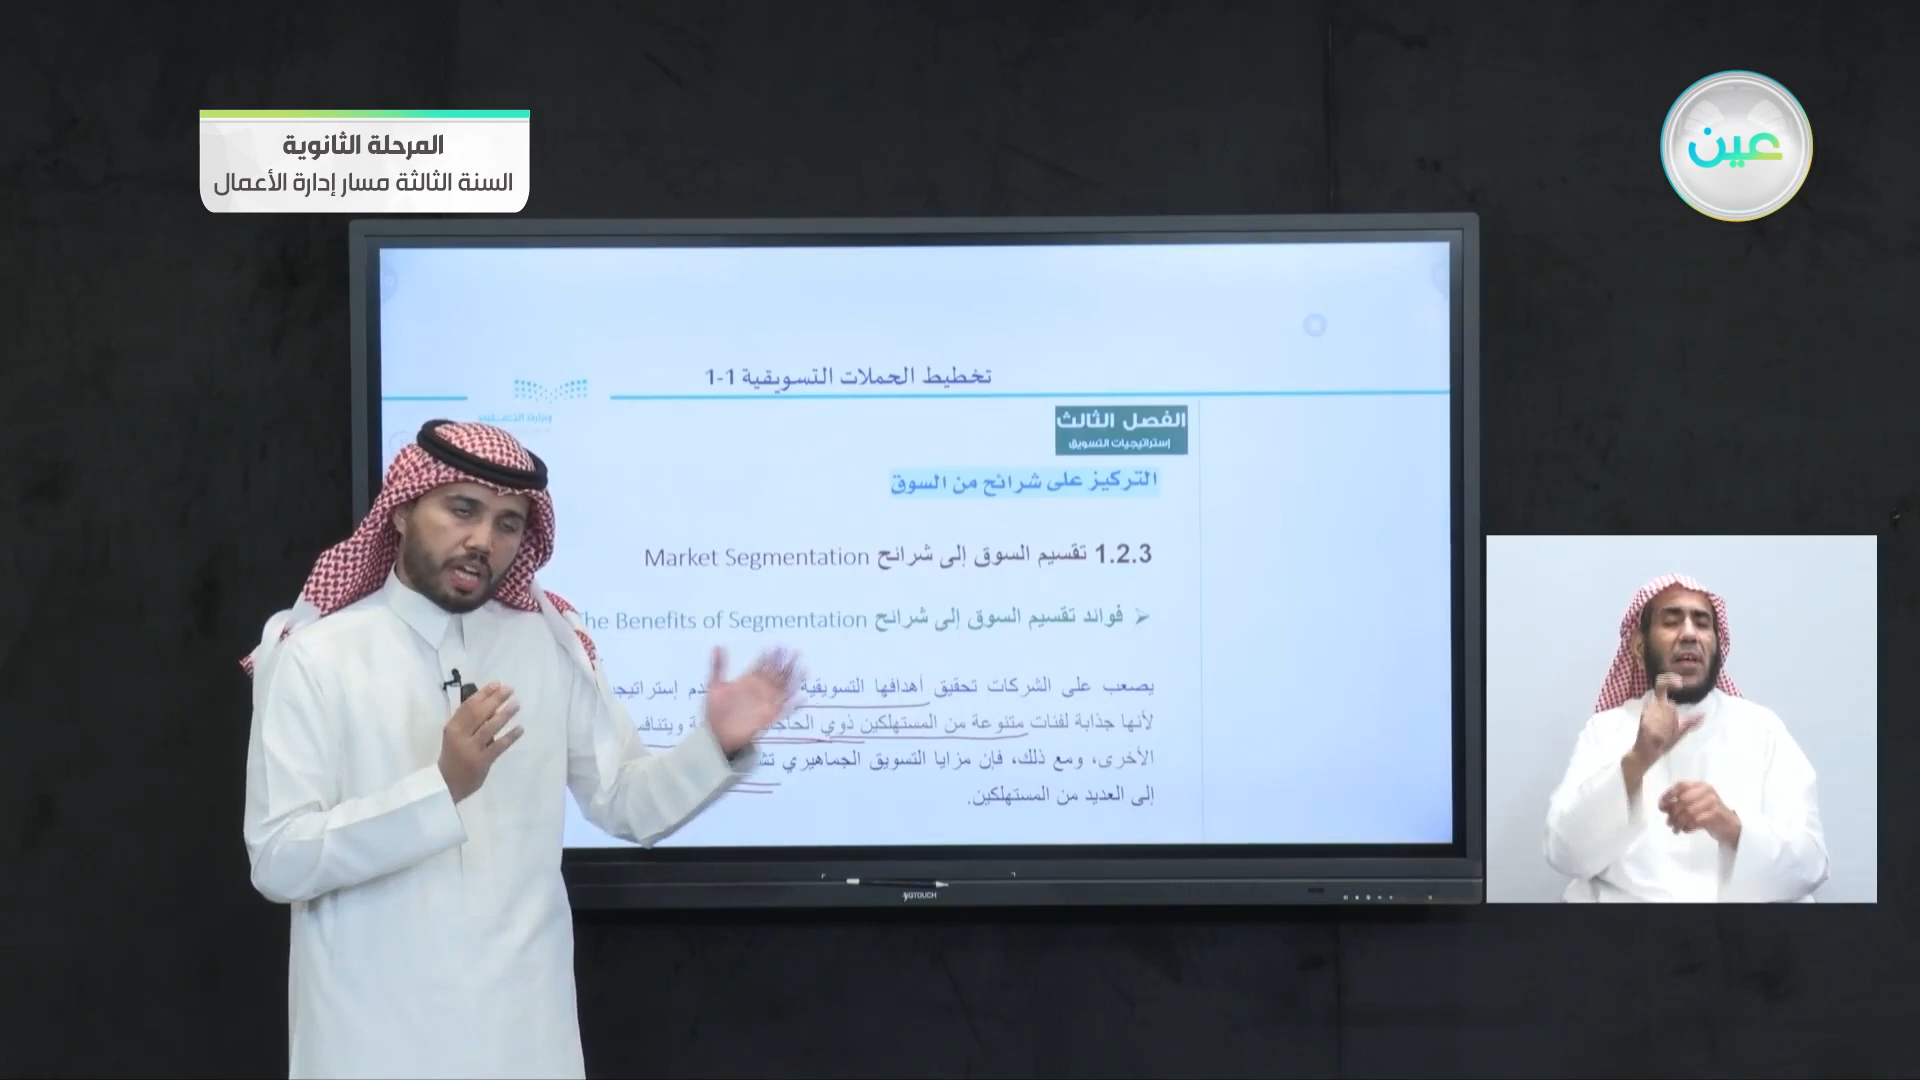 المرحلة الثانوية
السنة الثالثة مسار إدارة الأعمال
عين
تخطيط الحملات التسويقية 1-1
وزارة التعليم
الفصل الثالث
إستراتيجيات التسويق
التركيز على شرائح من السوق
1.2.3 تقسيم السوق إلى شرائح Market Segmentation
فوائد تقسيم السوق إلى شرائح The Benefits of Segmentation
يصعب على الشركات تحقيق أهدافها التسويقية
لأنها جذابة لفئات متنوعة من المستهلكين ذوي
الأخرى، ومع ذلك، فإن مزايا التسويق الجماهيري
إلى العديد من المستهلكين.